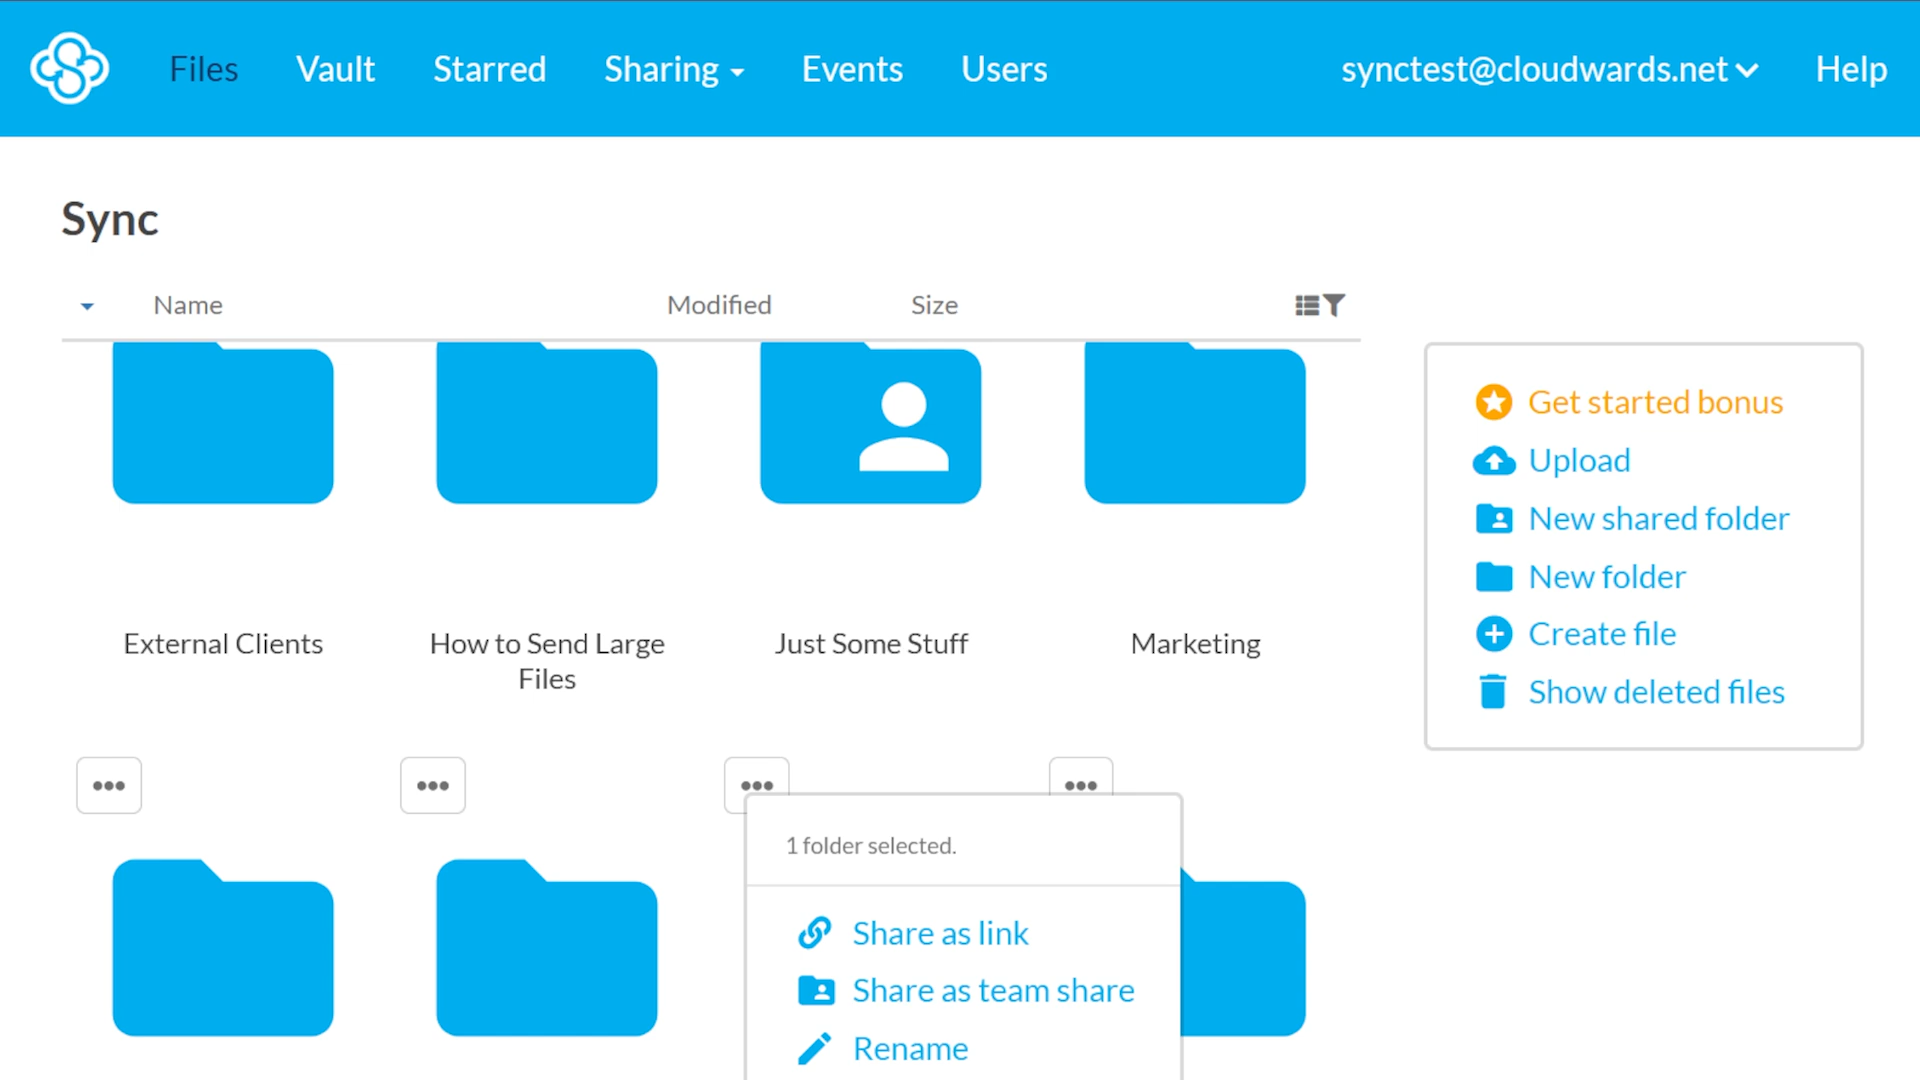 Files Vault Starred Sharing Events Users synctest@cloudwards.net Help
Sync
Name Modified Size
Get started bonus
Upload
New shared folder
New folder
Create file
Show deleted files
External Clients
How to Send Large
Files
Just Some Stuff
Marketing
1 folder selected.
Share as link
Share as team share
Rename